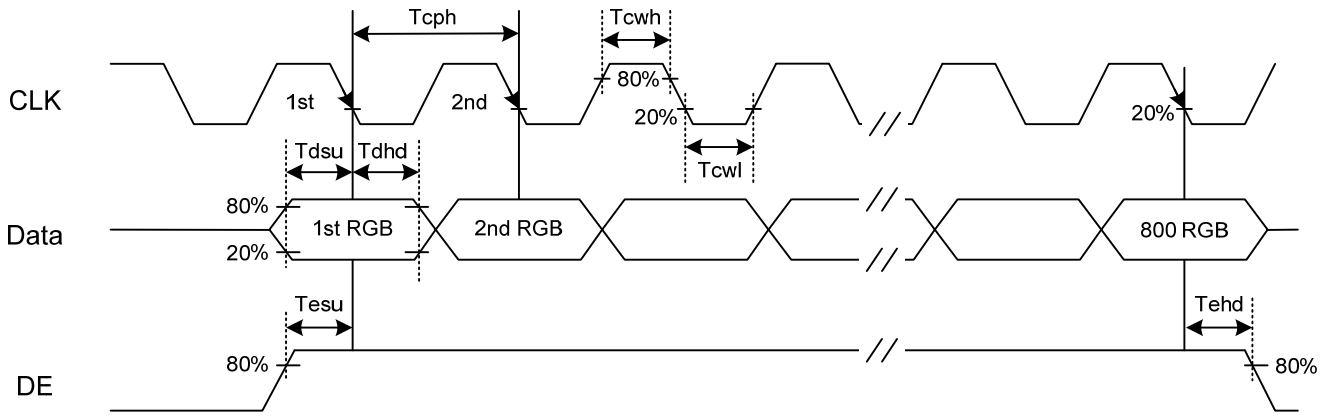 Tcph
Tcwh
CLK
1st
2nd
80%
20%
20%
Tcwl
Tdsu
Tdhd
80%
Data
1st RGB
2nd RGB
800 RGB
20%
Tesu
Tehd
80%
80%
DE